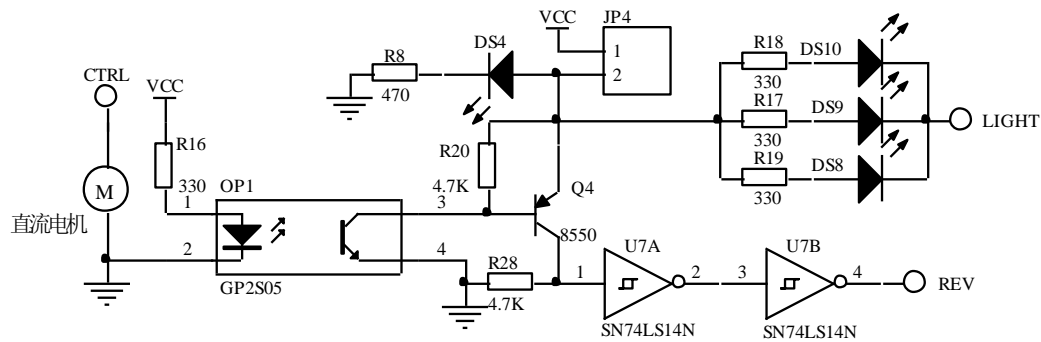 VCC
JP4
1
2
DS4
R8
470
R18
DS10
330
R17
DS9
330
R19
DS8
330
LIGHT
CTRL
VCC
R16
330
M
直流电机
OP1
1
2
3
4
GP2S05
R20
4.7K
Q4
8550
R28
4.7K
U7A
1
2
SN74LS14N
U7B
3
4
SN74LS14N
REV